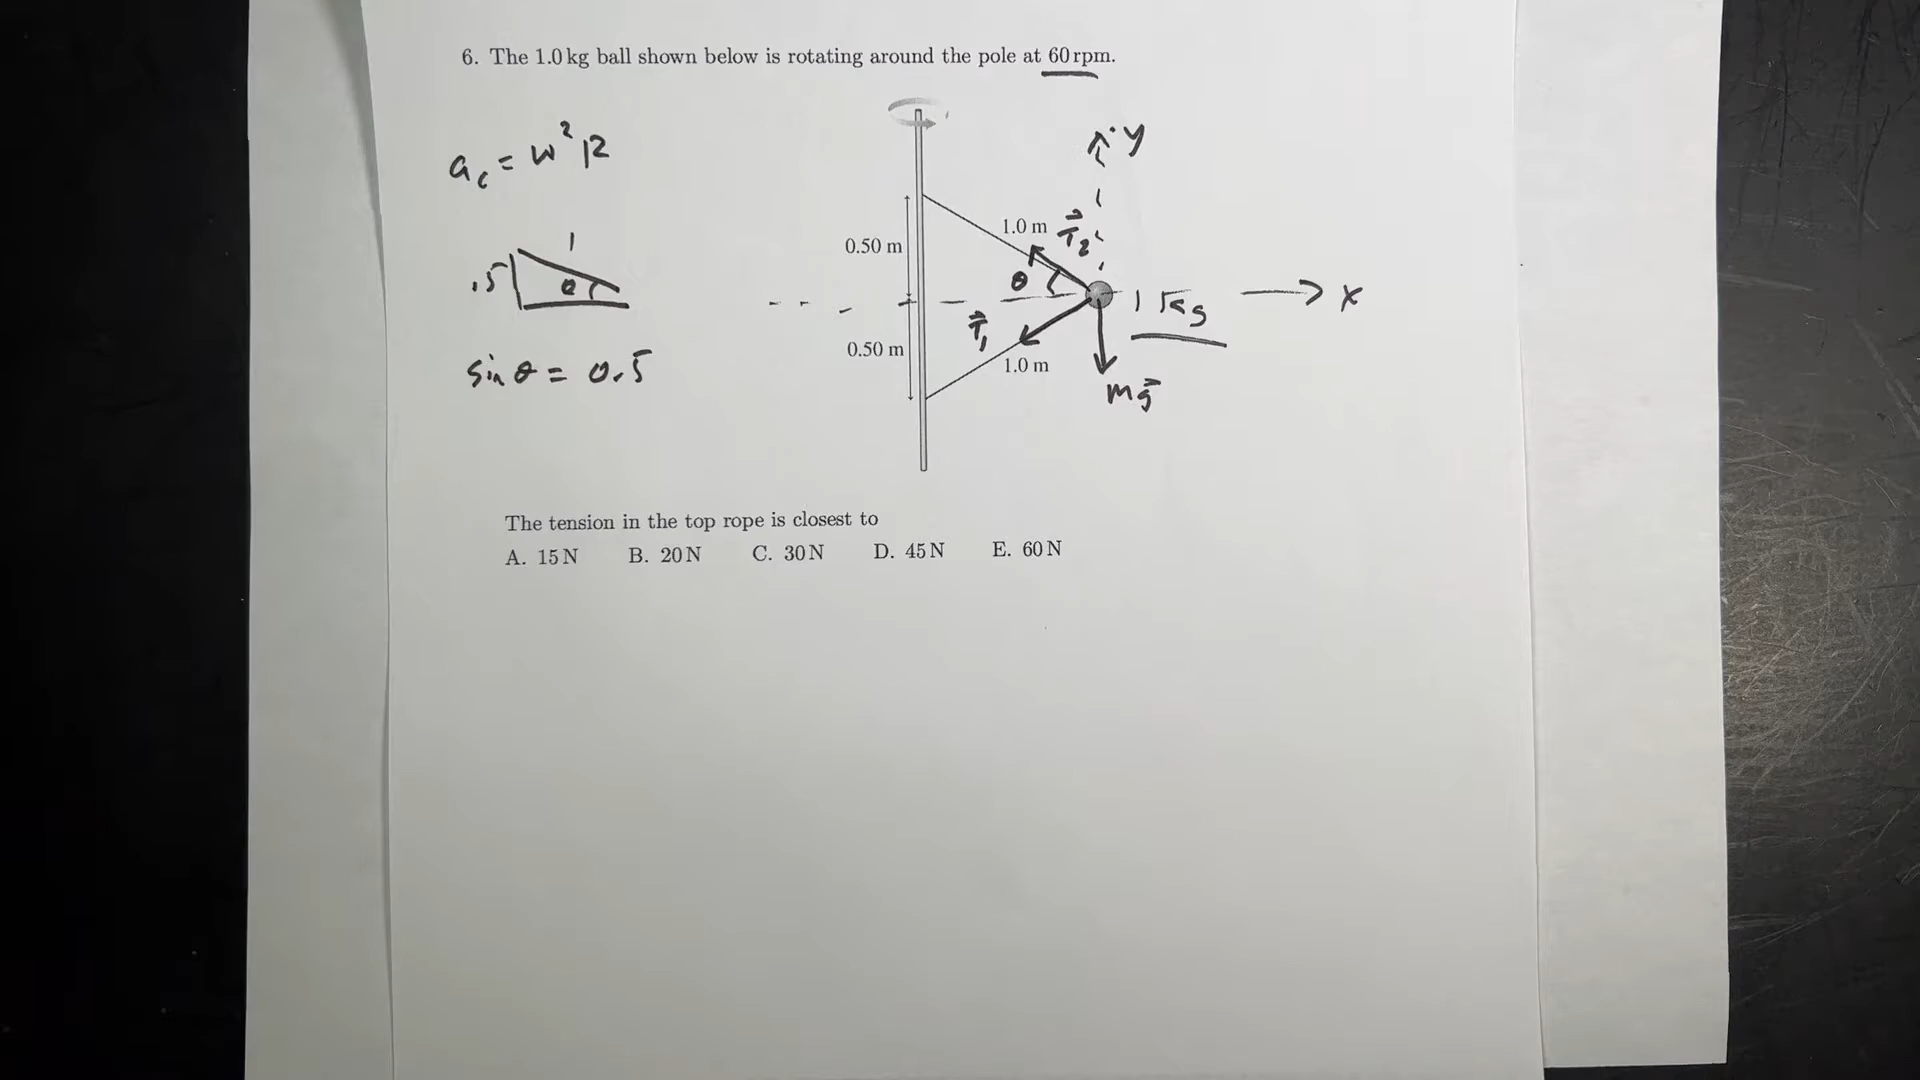 6. The 1.0 kg ball shown below is rotating around the pole at 60 rpm.
a_c = w² R
y
1.0 m
T⃗₂
0.50 m
1
.5
θ
θ
1 kg
x
T⃗₁
0.50 m
1.0 m
sin θ = 0.5
mg⃗
The tension in the top rope is closest to
A. 15 N B. 20 N C. 30 N D. 45 N E. 60 N